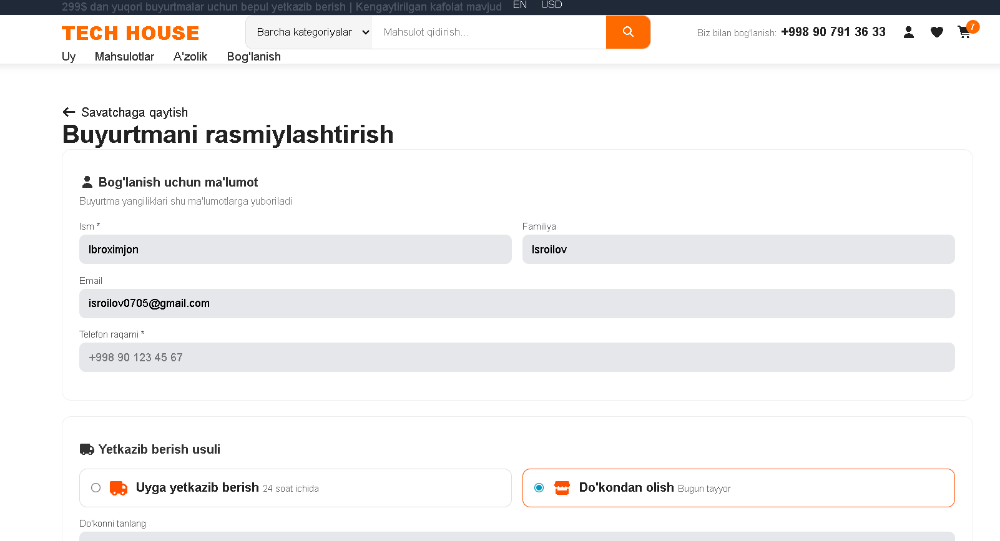 299$ dan yuqori buyurtmalar uchun bepul yetkazib berish | Kengaytirilgan kafolat mavjud EN USD
TECH HOUSE Barcha kategoriyalar Mahsulot qidirish... Biz bilan bog'lanish: +998 90 791 36 33 7
Uy Mahsulotlar A'zolik Bog'lanish
Savatchaga qaytish
Buyurtmani rasmiylashtirish
Bog'lanish uchun ma'lumot
Buyurtma yangiliklari shu ma'lumotlarga yuboriladi
Ism * Familiya
Ibroximjon Isroilov
Email
isroilov0705@gmail.com
Telefon raqami *
+998 90 123 45 67
Yetkazib berish usuli
Uyga yetkazib berish 24 soat ichida Do'kondan olish Bugun tayyor
Do'konni tanlang